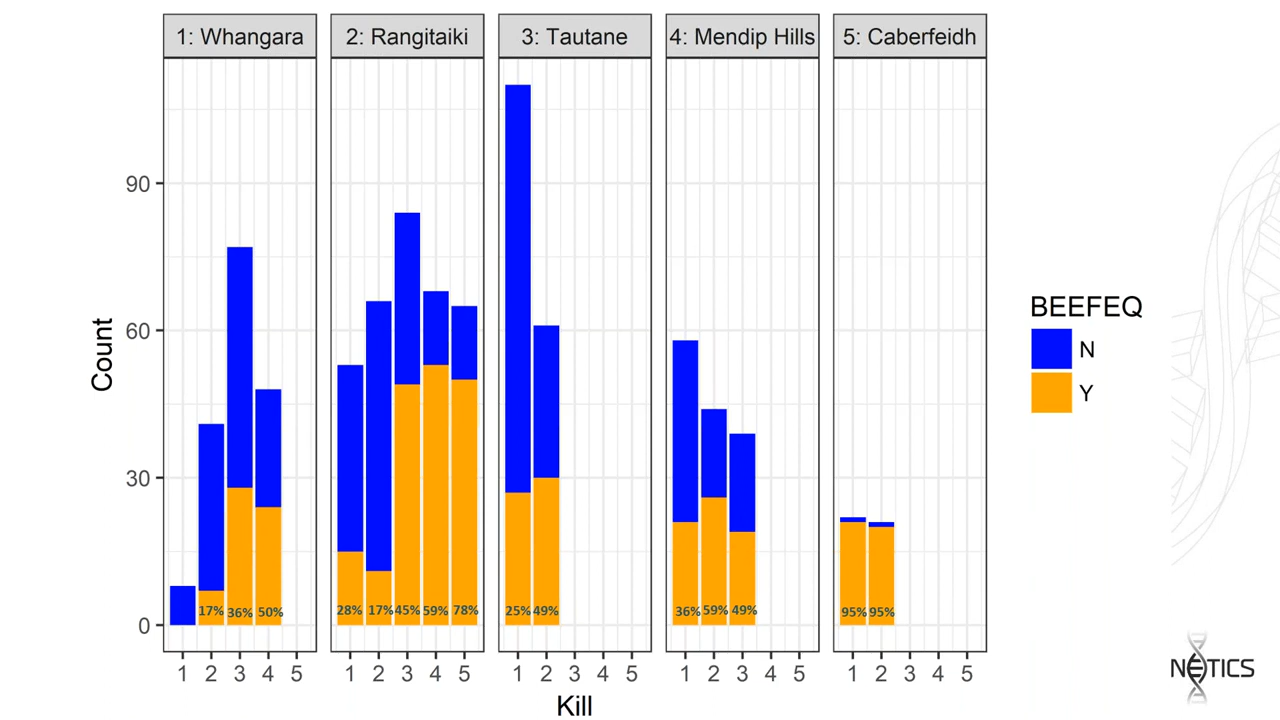 1: Whangara
2: Rangitaiki
3: Tautane
4: Mendip Hills
5: Caberfeidh
Count
90
60
30
0
17% 36% 50%
28% 17% 45% 59% 78%
25% 49%
36% 59% 49%
95% 95%
1 2 3 4 5
1 2 3 4 5
1 2 3 4 5
1 2 3 4 5
1 2 3 4 5
Kill
BEEFEQ
N
Y
NETICS